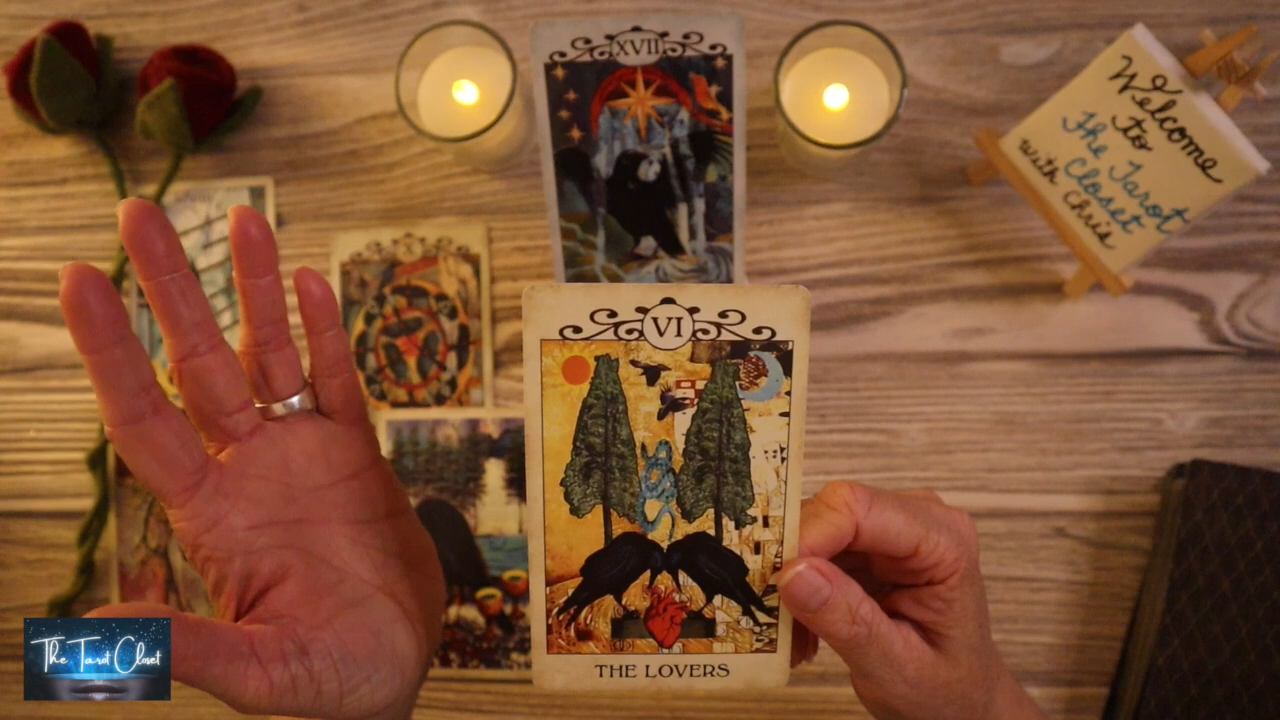 XVII
Welcome
to
The Tarot
Closet
with Chris
X
VI
THE LOVERS
The Tarot Closet